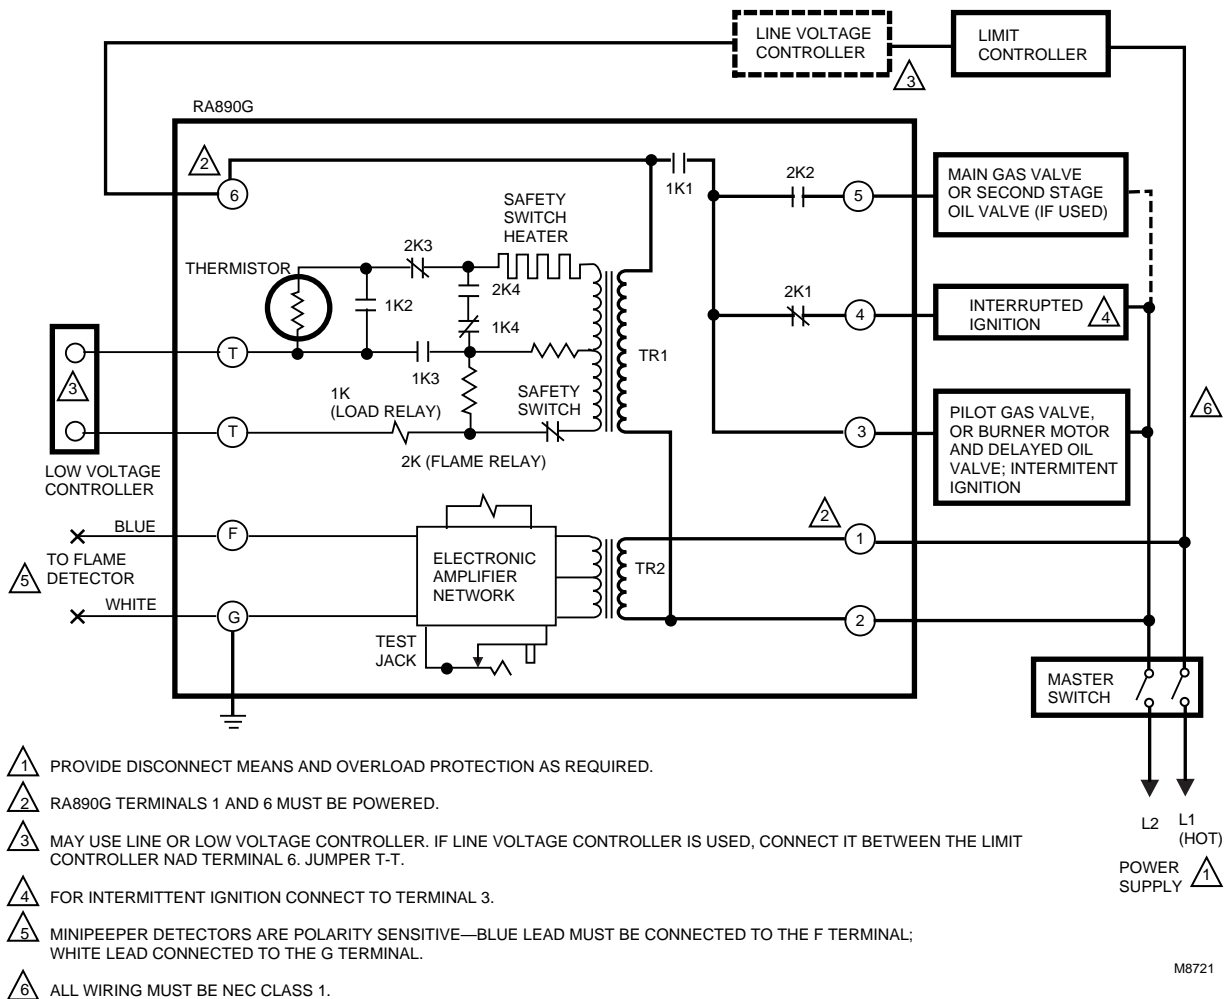 LINE VOLTAGE
CONTROLLER
LIMIT
CONTROLLER
3
RA890G
2
6
1K1
2K2
5
MAIN GAS VALVE
OR SECOND STAGE
OIL VALVE (IF USED)
SAFETY
SWITCH
HEATER
2K3
THERMISTOR
1K2
2K4
1K4
2K1
4
INTERRUPTED
IGNITION
4
3
T
1K3
TR1
1K
(LOAD RELAY)
SAFETY
SWITCH
T
2K (FLAME RELAY)
3
PILOT GAS VALVE,
OR BURNER MOTOR
AND DELAYED OIL
VALVE; INTERMITENT
IGNITION
6
LOW VOLTAGE
CONTROLLER
BLUE
F
5
TO FLAME
DETECTOR
WHITE
G
ELECTRONIC
AMPLIFIER
NETWORK
TEST
JACK
TR2
2
1
2
MASTER
SWITCH
L2
L1
(HOT)
POWER
SUPPLY
1
1 PROVIDE DISCONNECT MEANS AND OVERLOAD PROTECTION AS REQUIRED.
2 RA890G TERMINALS 1 AND 6 MUST BE POWERED.
3 MAY USE LINE OR LOW VOLTAGE CONTROLLER. IF LINE VOLTAGE CONTROLLER IS USED, CONNECT IT BETWEEN THE LIMIT
CONTROLLER NAD TERMINAL 6. JUMPER T-T.
4 FOR INTERMITTENT IGNITION CONNECT TO TERMINAL 3.
5 MINIPEEPER DETECTORS ARE POLARITY SENSITIVE—BLUE LEAD MUST BE CONNECTED TO THE F TERMINAL;
WHITE LEAD CONNECTED TO THE G TERMINAL.
6 ALL WIRING MUST BE NEC CLASS 1.
M8721